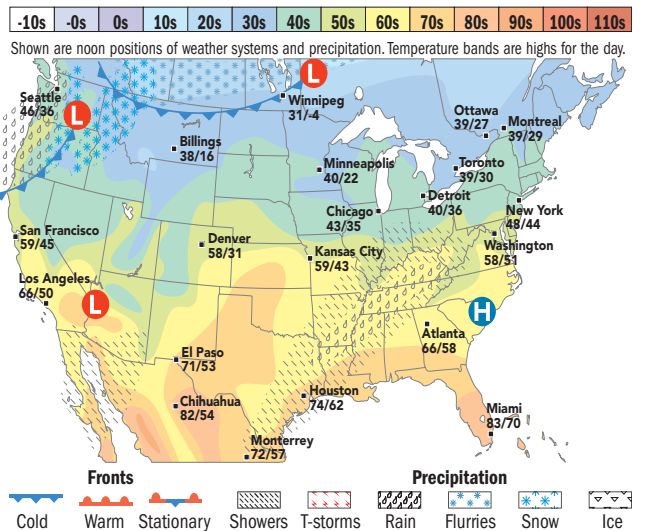 -10s -0s 0s 10s 20s 30s 40s 50s 60s 70s 80s 90s 100s 110s
Shown are noon positions of weather systems and precipitation. Temperature bands are highs for the day.
L
Seattle
46/36
L
Winnipeg
31/-4
Ottawa
39/27
Montreal
39/29
Billings
38/16
Minneapolis
40/22
Toronto
39/30
Detroit
40/36
Chicago
43/35
New York
48/44
San Francisco
59/45
Denver
58/31
Kansas City
59/43
Washington
58/51
Los Angeles
66/50
L
H
Atlanta
66/58
El Paso
71/53
Chihuahua
82/54
Houston
74/62
Miami
83/70
Monterrey
72/57
Fronts
Precipitation
Cold Warm Stationary Showers T-storms Rain Flurries Snow Ice